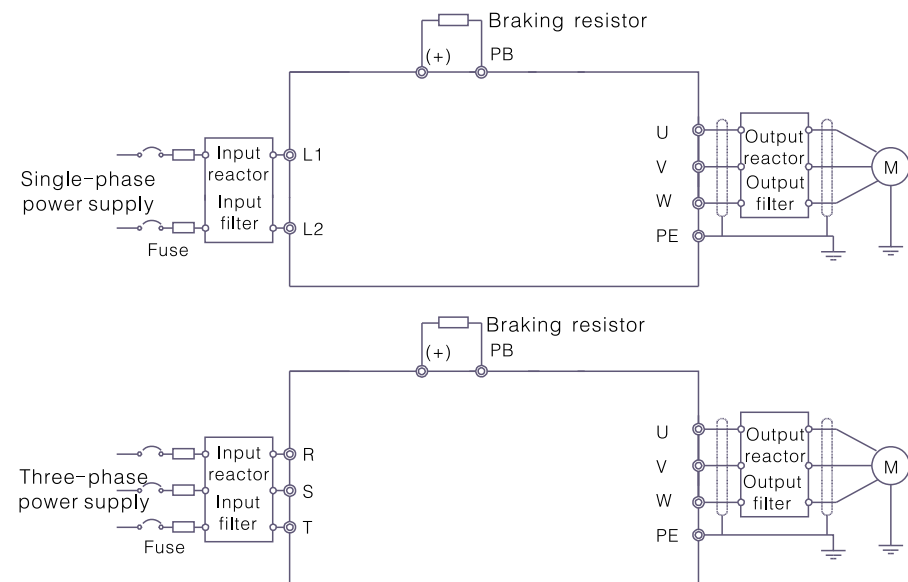 Braking resistor
(+)
PB
Single-phase
power supply
Fuse
Input
reactor
Input
filter
L1
L2
U
V
W
PE
Output
reactor
Output
filter
M
Braking resistor
(+)
PB
Three-phase
power supply
Fuse
Input
reactor
Input
filter
R
S
T
U
V
W
PE
Output
reactor
Output
filter
M